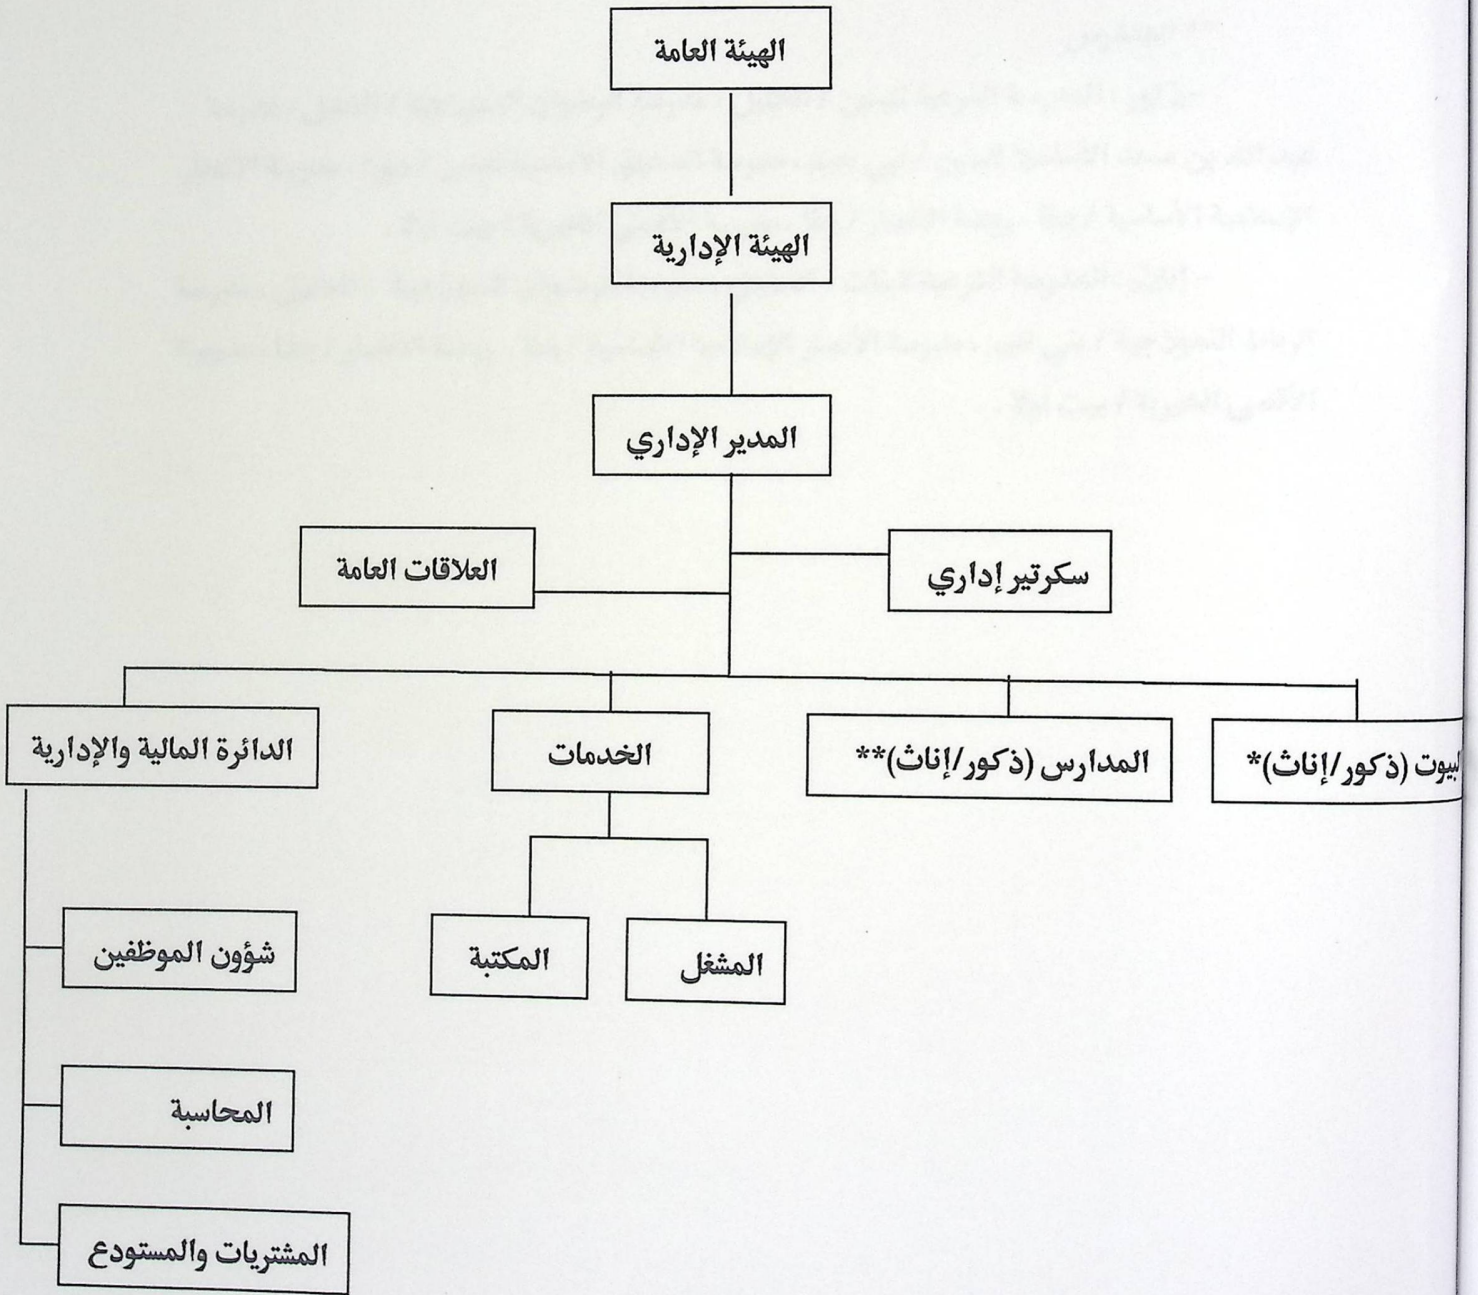 الهيئة العامة
الهيئة الإدارية
المدير الإداري
سكرتير إداري
العلاقات العامة
لبيوت (ذكور/إناث)*
المدارس (ذكور/إناث)**
الخدمات
الدائرة المالية والإدارية
المشغل
المكتبة
شؤون الموظفين
المحاسبة
المشتريات والمستودع